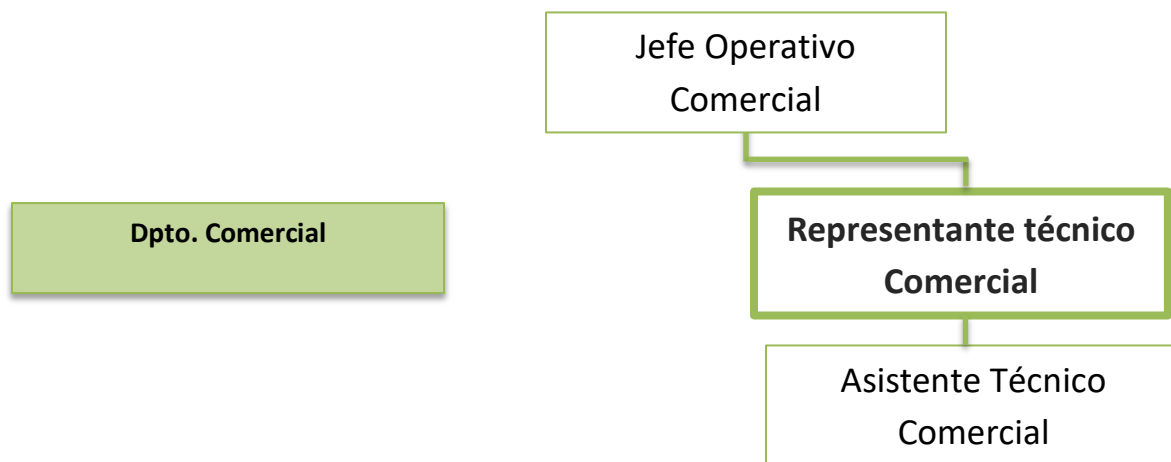 Jefe Operativo
Comercial
Dpto. Comercial
Representante técnico
Comercial
Asistente Técnico
Comercial